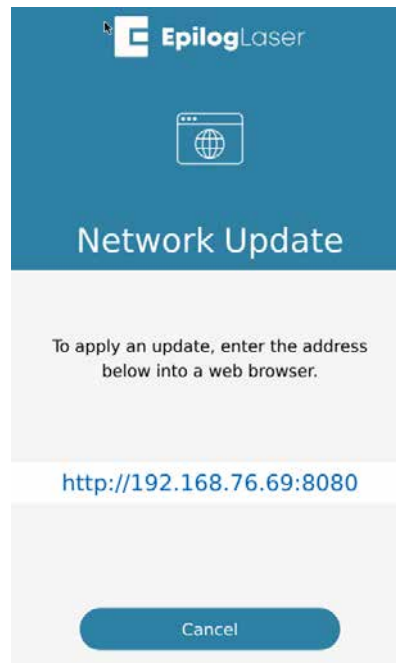 EpilogLaser
Network Update
To apply an update, enter the address
below into a web browser.
http://192.168.76.69:8080
Cancel